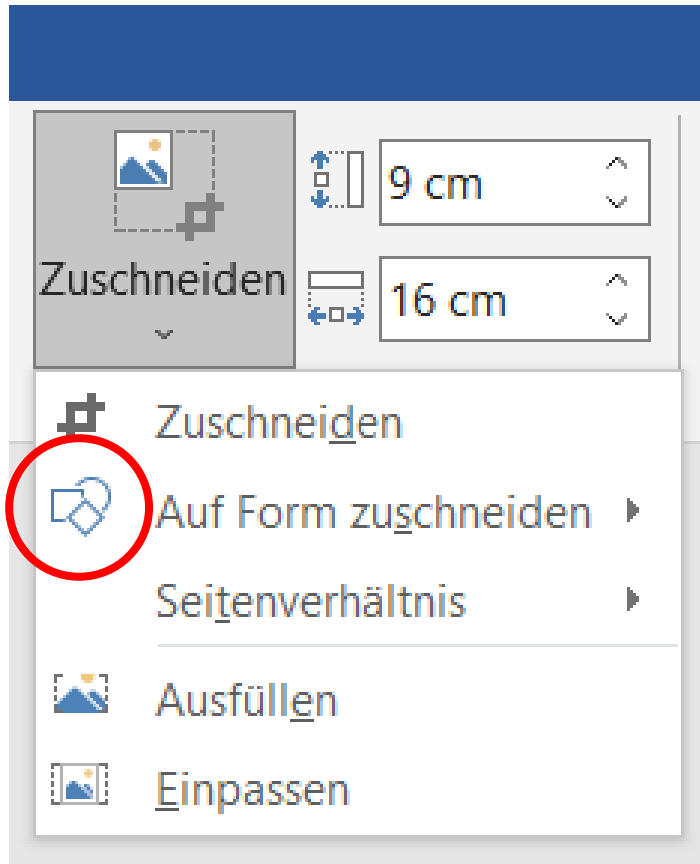 9 cm
Zuschneiden
16 cm
Zuschneiden
Auf Form zuschneiden
Seitenverhältnis
Ausfüllen
Einpassen